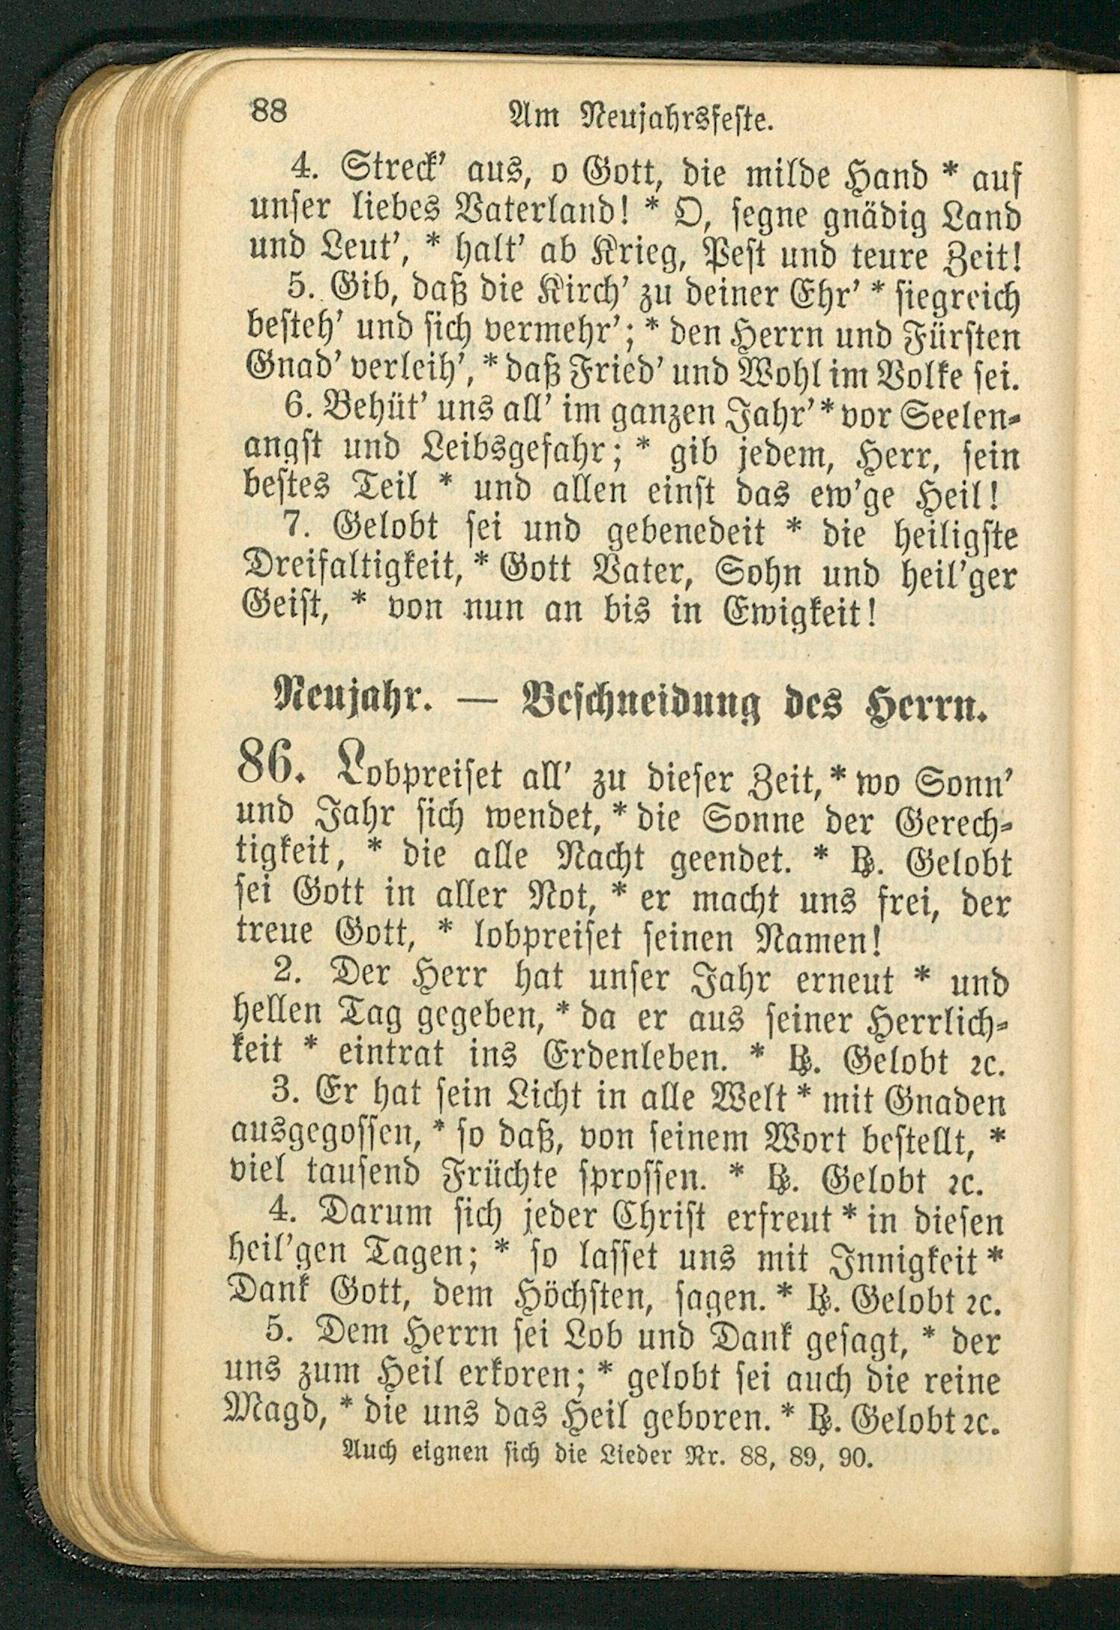 88 Am Neujahrsfeste.
4. Streck' aus, o Gott, die milde Hand * auf
unser liebes Vaterland! * O, segne gnädig Land
und Leut', * halt' ab Krieg, Pest und teure Zeit!
5. Gib, daß die Kirch' zu deiner Ehr' * siegreich
besteh' und sich vermehr'; * den Herrn und Fürsten
Gnad' verleih', * daß Fried' und Wohl im Volke sei.
6. Behüt' uns all' im ganzen Jahr' * vor Seelen-
angst und Leibsgefahr; * gib jedem, Herr, sein
bestes Teil * und allen einst das ew'ge Heil!
7. Gelobt sei und gebenedeit * die heiligste
Dreifaltigkeit, * Gott Vater, Sohn und heil'ger
Geist, * von nun an bis in Ewigkeit!
Neujahr. — Beschneidung des Herrn.
86. Lobpreiset all' zu dieser Zeit, * wo Sonn'
und Jahr sich wendet, * die Sonne der Gerech-
tigkeit, * die alle Nacht geendet. * ℟. Gelobt
sei Gott in aller Not, * er macht uns frei, der
treue Gott, * lobpreiset seinen Namen!
2. Der Herr hat unser Jahr erneut * und
hellen Tag gegeben, * da er aus seiner Herrlich-
keit * eintrat ins Erdenleben. * ℟. Gelobt ꝛc.
3. Er hat sein Licht in alle Welt * mit Gnaden
ausgegossen, * so daß, von seinem Wort bestellt, *
viel tausend Früchte sprossen. * ℟. Gelobt ꝛc.
4. Darum sich jeder Christ erfreut * in diesen
heil'gen Tagen; * so lasset uns mit Innigkeit *
Dank Gott, dem Höchsten, sagen. * ℟. Gelobt ꝛc.
5. Dem Herrn sei Lob und Dank gesagt, * der
uns zum Heil erkoren; * gelobt sei auch die reine
Magd, * die uns das Heil geboren. * ℟. Gelobt ꝛc.
Auch eignen sich die Lieder Nr. 88, 89, 90.